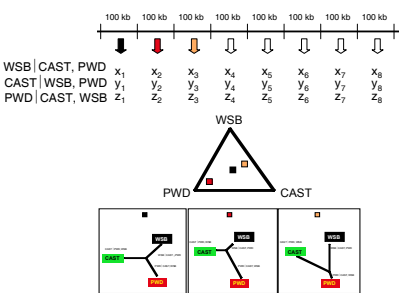 100 kb 100 kb 100 kb 100 kb 100 kb 100 kb 100 kb 100 kb
WSB | CAST, PWD x1 x2 x3 x4 x5 x6 x7 x8
CAST | WSB, PWD y1 y2 y3 y4 y5 y6 y7 y8
PWD | CAST, WSB z1 z2 z3 z4 z5 z6 z7 z8
WSB
PWD CAST
WSB WSB WSB
CAST CAST CAST
PWD PWD PWD